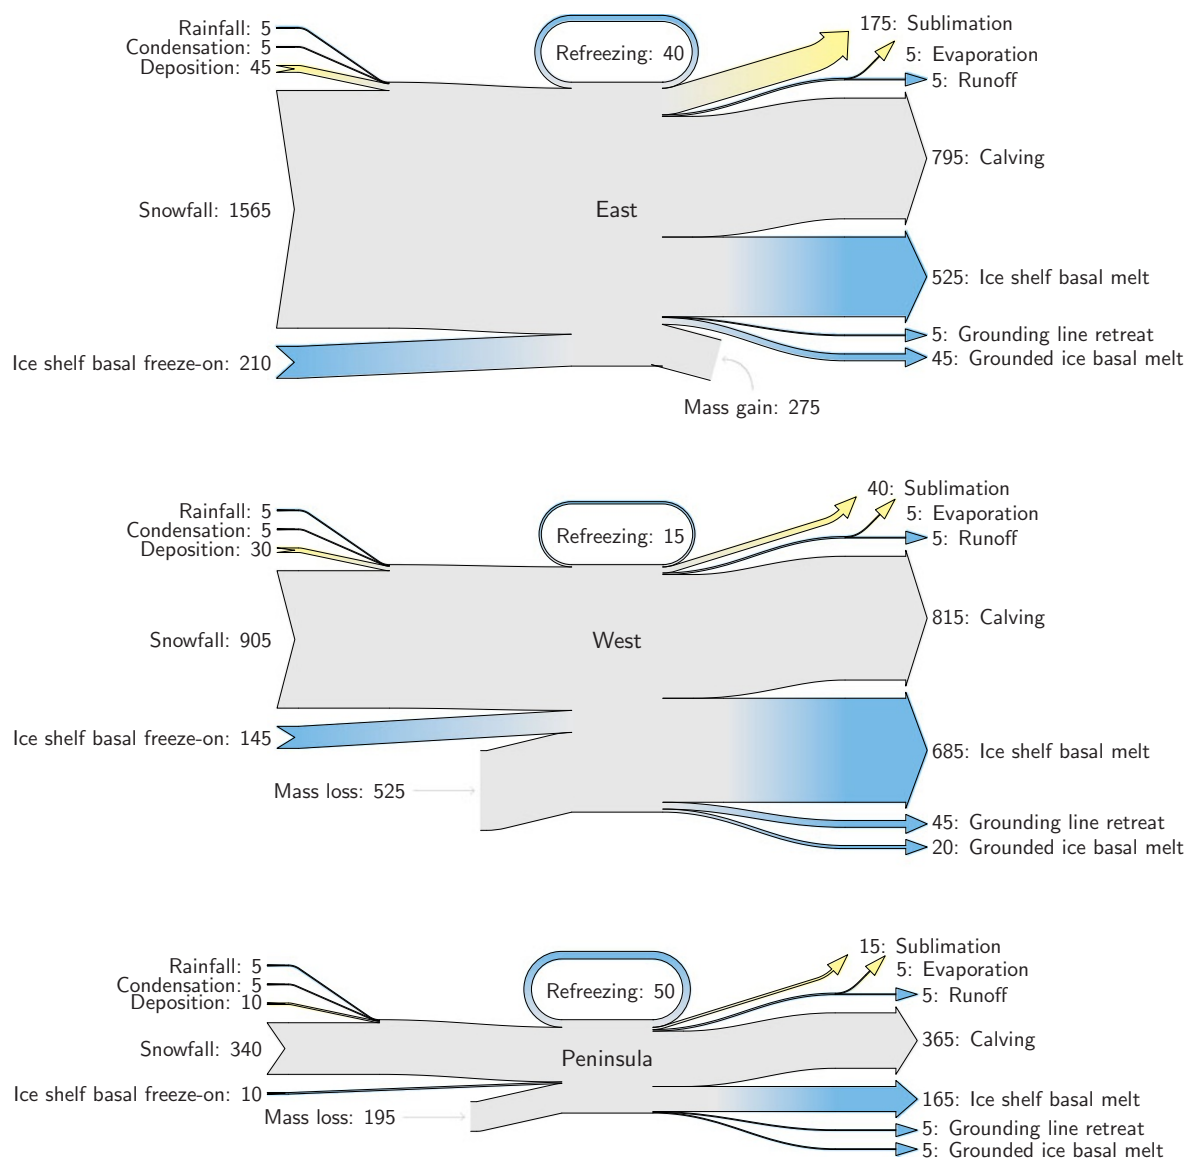 Rainfall: 5
Condensation: 5
Deposition: 45
Refreezing: 40
175: Sublimation
5: Evaporation
5: Runoff
795: Calving
Snowfall: 1565
East
525: Ice shelf basal melt
5: Grounding line retreat
Ice shelf basal freeze-on: 210
45: Grounded ice basal melt
Mass gain: 275
Rainfall: 5
Condensation: 5
Deposition: 30
Refreezing: 15
40: Sublimation
5: Evaporation
5: Runoff
815: Calving
Snowfall: 905
West
Ice shelf basal freeze-on: 145
685: Ice shelf basal melt
Mass loss: 525
45: Grounding line retreat
20: Grounded ice basal melt
Rainfall: 5
Condensation: 5
Deposition: 10
Refreezing: 50
15: Sublimation
5: Evaporation
5: Runoff
365: Calving
Snowfall: 340
Peninsula
Ice shelf basal freeze-on: 10
165: Ice shelf basal melt
Mass loss: 195
5: Grounding line retreat
5: Grounded ice basal melt